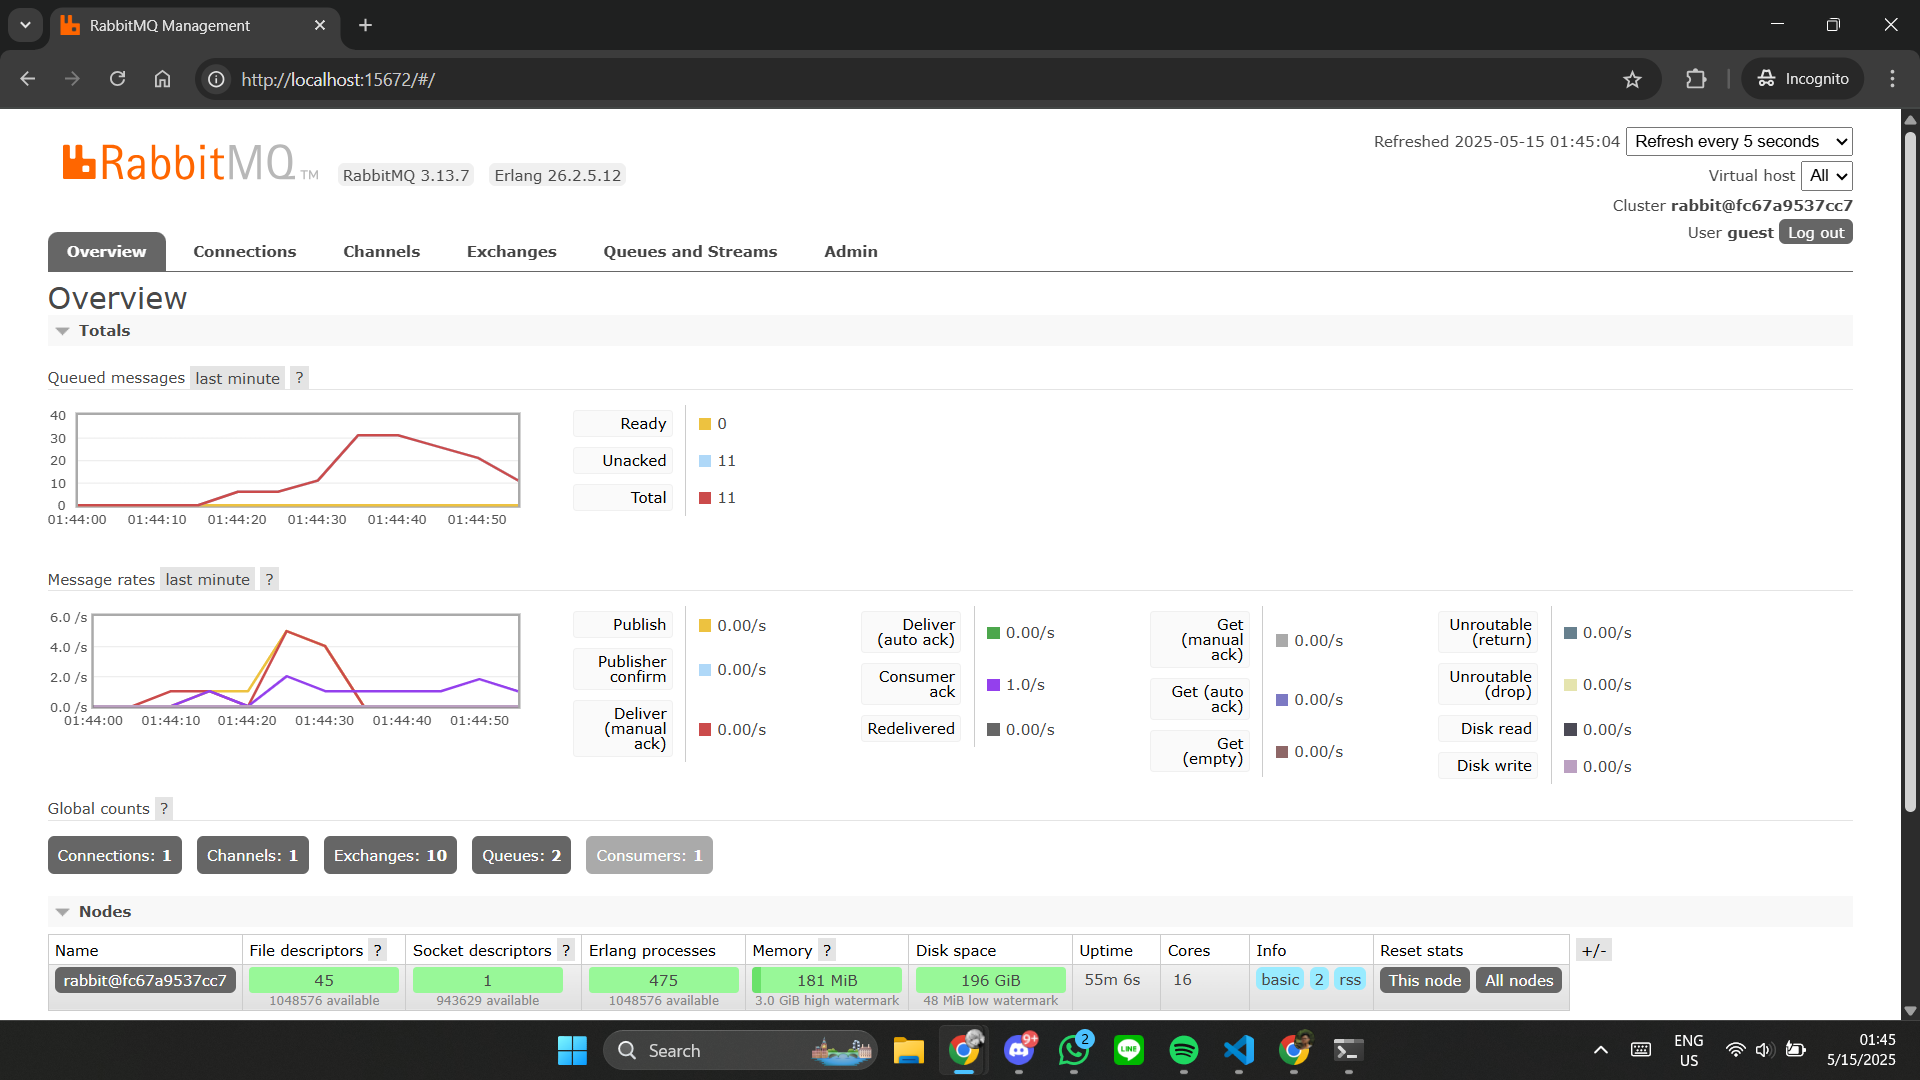 RabbitMQ Management
http://localhost:15672/#/
Incognito
RabbitMQ TM
RabbitMQ 3.13.7
Erlang 26.2.5.12
Refreshed 2025-05-15 01:45:04
Refresh every 5 seconds
Virtual host All
Cluster rabbit@fc67a9537cc7
User guest Log out
Overview
Connections
Channels
Exchanges
Queues and Streams
Admin
Overview
Totals
Queued messages last minute ?
40
30
20
10
0
01:44:00 01:44:10 01:44:20 01:44:30 01:44:40 01:44:50
Ready 0
Unacked 11
Total 11
Message rates last minute ?
6.0 /s
4.0 /s
2.0 /s
0.0 /s
01:44:00 01:44:10 01:44:20 01:44:30 01:44:40 01:44:50
Publish 0.00/s
Publisher
confirm 0.00/s
Deliver
(manual
ack) 0.00/s
Deliver
(auto ack) 0.00/s
Consumer
ack 1.0/s
Redelivered 0.00/s
Get
(manual
ack) 0.00/s
Get (auto
ack) 0.00/s
Get
(empty) 0.00/s
Unroutable
(return) 0.00/s
Unroutable
(drop) 0.00/s
Disk read 0.00/s
Disk write 0.00/s
Global counts ?
Connections: 1
Channels: 1
Exchanges: 10
Queues: 2
Consumers: 1
Nodes
Name File descriptors ? Socket descriptors ? Erlang processes Memory ? Disk space Uptime Cores Info Reset stats +/-
rabbit@fc67a9537cc7 45 1 475 181 MiB 196 GiB 55m 6s 16 basic 2 rss This node All nodes
1048576 available 943629 available 1048576 available 3.0 GiB high watermark 48 MiB low watermark
Search
9+
2
LINE
ENG
US
01:45
5/15/2025